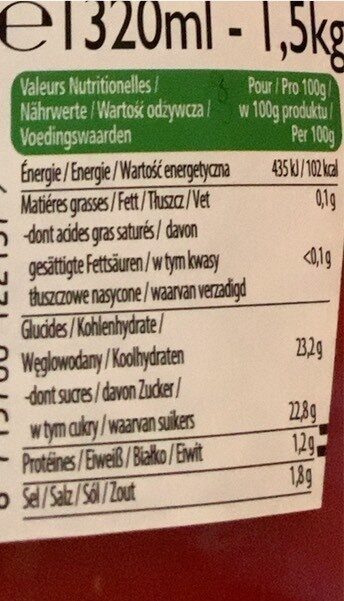 e1320ml - 1,5kg
Valeurs Nutritionelles / Pour / Pro 100g /
Nährwerte / Wartość odżywcza / w 100g produktu /
Voedingswaarden Per 100g
Énergie / Energie / Wartość energetyczna 435 kJ / 102 kcal
Matières grasses / Fett / Tłuszcz / Vet 0,1g
-dont acides gras saturés / davon
gesättigte Fettsäuren / w tym kwasy <0,1g
tłuszczowe nasycone / waarvan verzadigd
Glucides / Kohlenhydrate /
Węglowodany / Koolhydraten 23,2g
-dont sucres / davon Zucker /
w tym cukry / waarvan suikers 22,8g
Protéines / Eiweiß / Białko / Eiwit 1,2g
Sel / Salz / Sól / Zout 1,8g